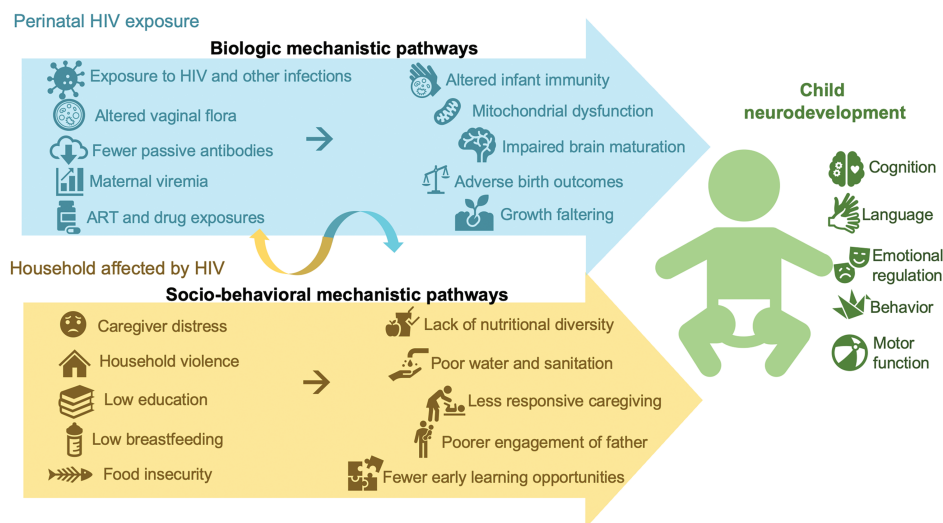 Perinatal HIV exposure
Biologic mechanistic pathways
Exposure to HIV and other infections
Altered vaginal flora
Fewer passive antibodies
Maternal viremia
ART and drug exposures
Altered infant immunity
Mitochondrial dysfunction
Impaired brain maturation
Adverse birth outcomes
Growth faltering
Household affected by HIV
Socio-behavioral mechanistic pathways
Caregiver distress
Household violence
Low education
Low breastfeeding
Food insecurity
Lack of nutritional diversity
Poor water and sanitation
Less responsive caregiving
Poorer engagement of father
Fewer early learning opportunities
Child
neurodevelopment
Cognition
Language
Emotional
regulation
Behavior
Motor
function